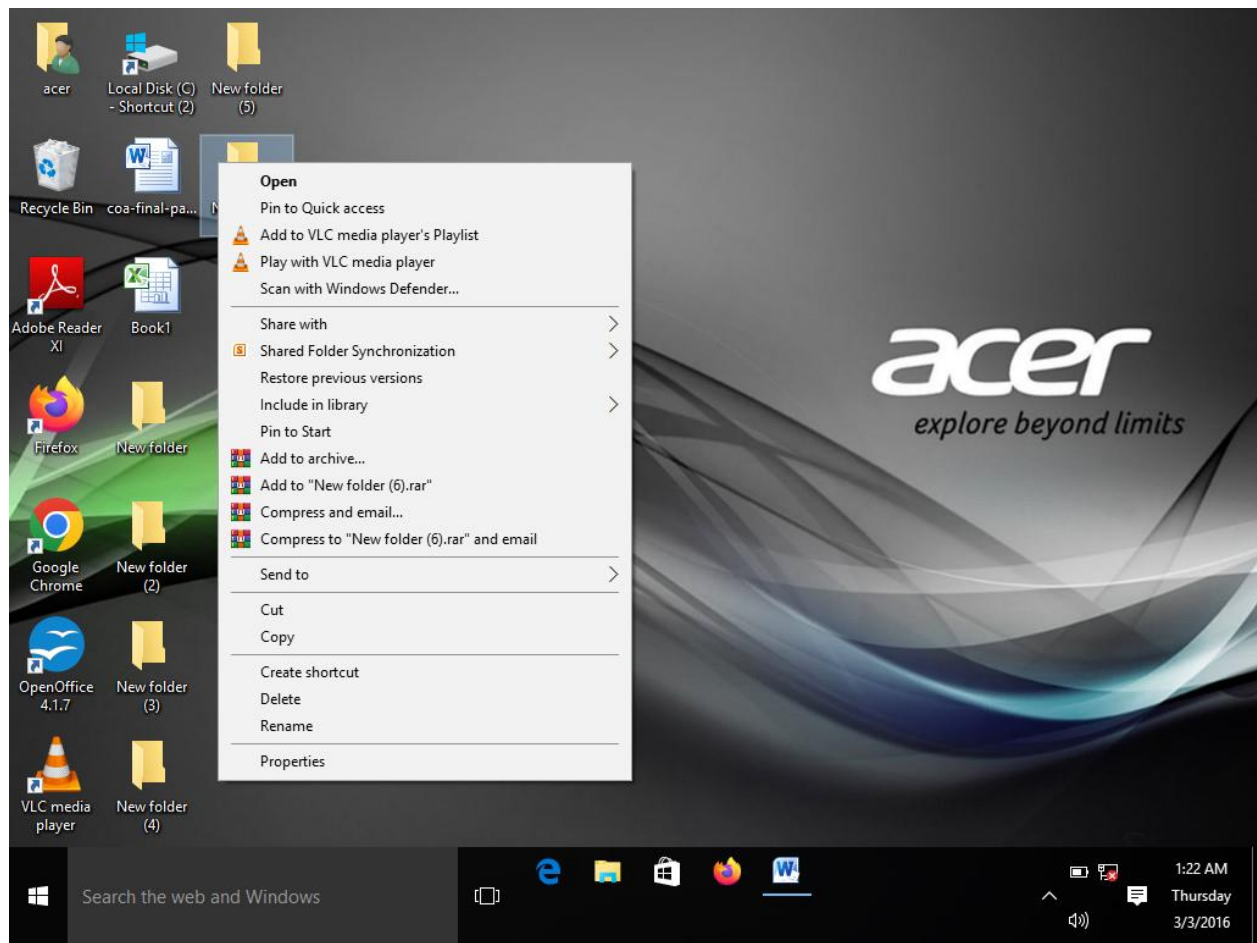 acer
Local Disk (C)
- Shortcut (2)
New folder
(5)
Recycle Bin
coa-final-pa...
N
Adobe Reader
XI
Book1
Firefox
New folder
Google
Chrome
New folder
(2)
OpenOffice
4.1.7
New folder
(3)
VLC media
player
New folder
(4)
Open
Pin to Quick access
Add to VLC media player's Playlist
Play with VLC media player
Scan with Windows Defender...
Share with
Shared Folder Synchronization
Restore previous versions
Include in library
Pin to Start
Add to archive...
Add to "New folder (6).rar"
Compress and email...
Compress to "New folder (6).rar" and email
Send to
Cut
Copy
Create shortcut
Delete
Rename
Properties
acer
explore beyond limits
Search the web and Windows
1:22 AM
Thursday
3/3/2016